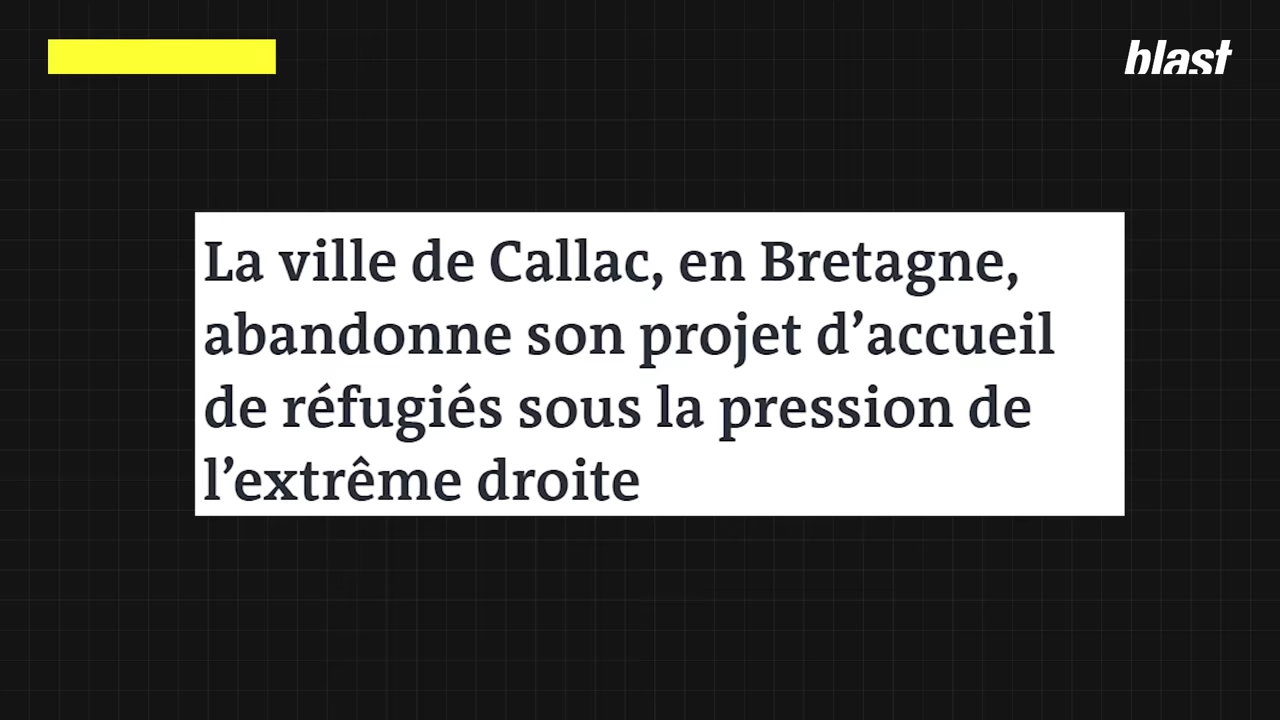 blast
La ville de Callac, en Bretagne,
abandonne son projet d’accueil
de réfugiés sous la pression de
l’extrême droite